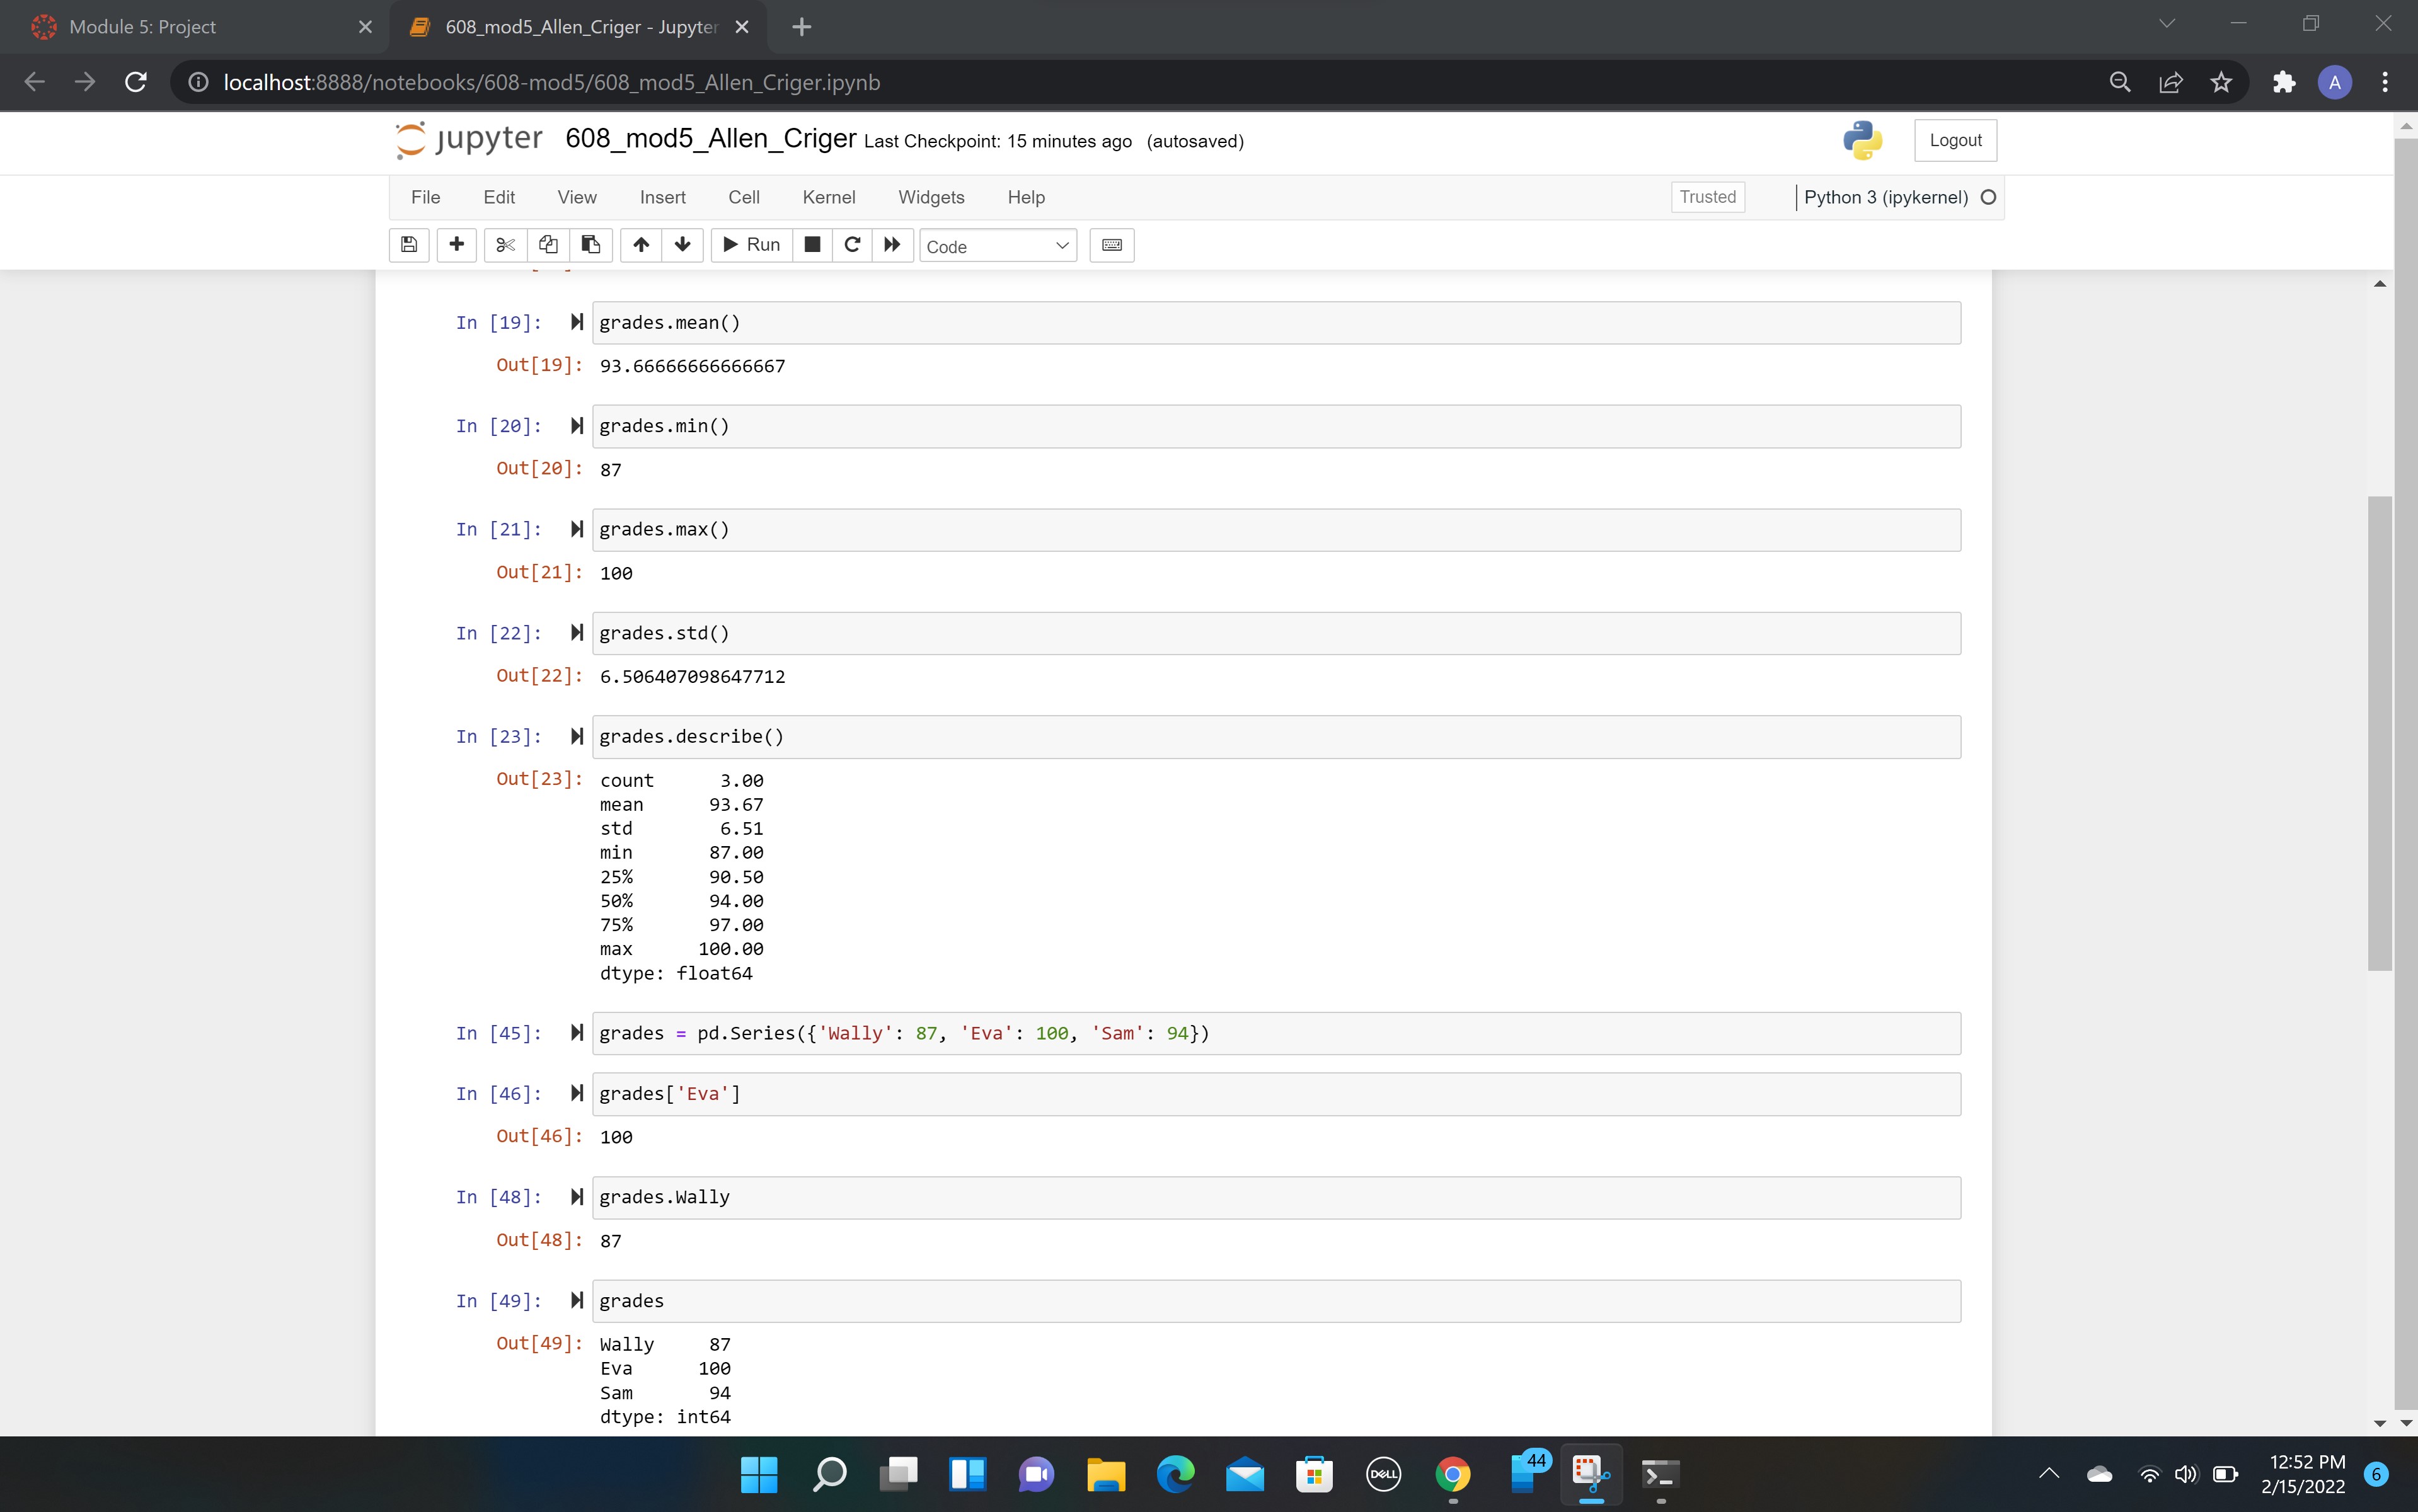 Module 5: Project
608_mod5_Allen_Criger - Jupyter
localhost:8888/notebooks/608-mod5/608_mod5_Allen_Criger.ipynb
A
jupyter 608_mod5_Allen_Criger Last Checkpoint: 15 minutes ago (autosaved)
Logout
File Edit View Insert Cell Kernel Widgets Help
Trusted
Python 3 (ipykernel)
Run
Code
In [19]: grades.mean()
Out[19]: 93.66666666666667
In [20]: grades.min()
Out[20]: 87
In [21]: grades.max()
Out[21]: 100
In [22]: grades.std()
Out[22]: 6.506407098647712
In [23]: grades.describe()
Out[23]: count 3.00
mean 93.67
std 6.51
min 87.00
25% 90.50
50% 94.00
75% 97.00
max 100.00
dtype: float64
In [45]: grades = pd.Series({'Wally': 87, 'Eva': 100, 'Sam': 94})
In [46]: grades['Eva']
Out[46]: 100
In [48]: grades.Wally
Out[48]: 87
In [49]: grades
Out[49]: Wally 87
Eva 100
Sam 94
dtype: int64
DELL
44
12:52 PM
2/15/2022
6